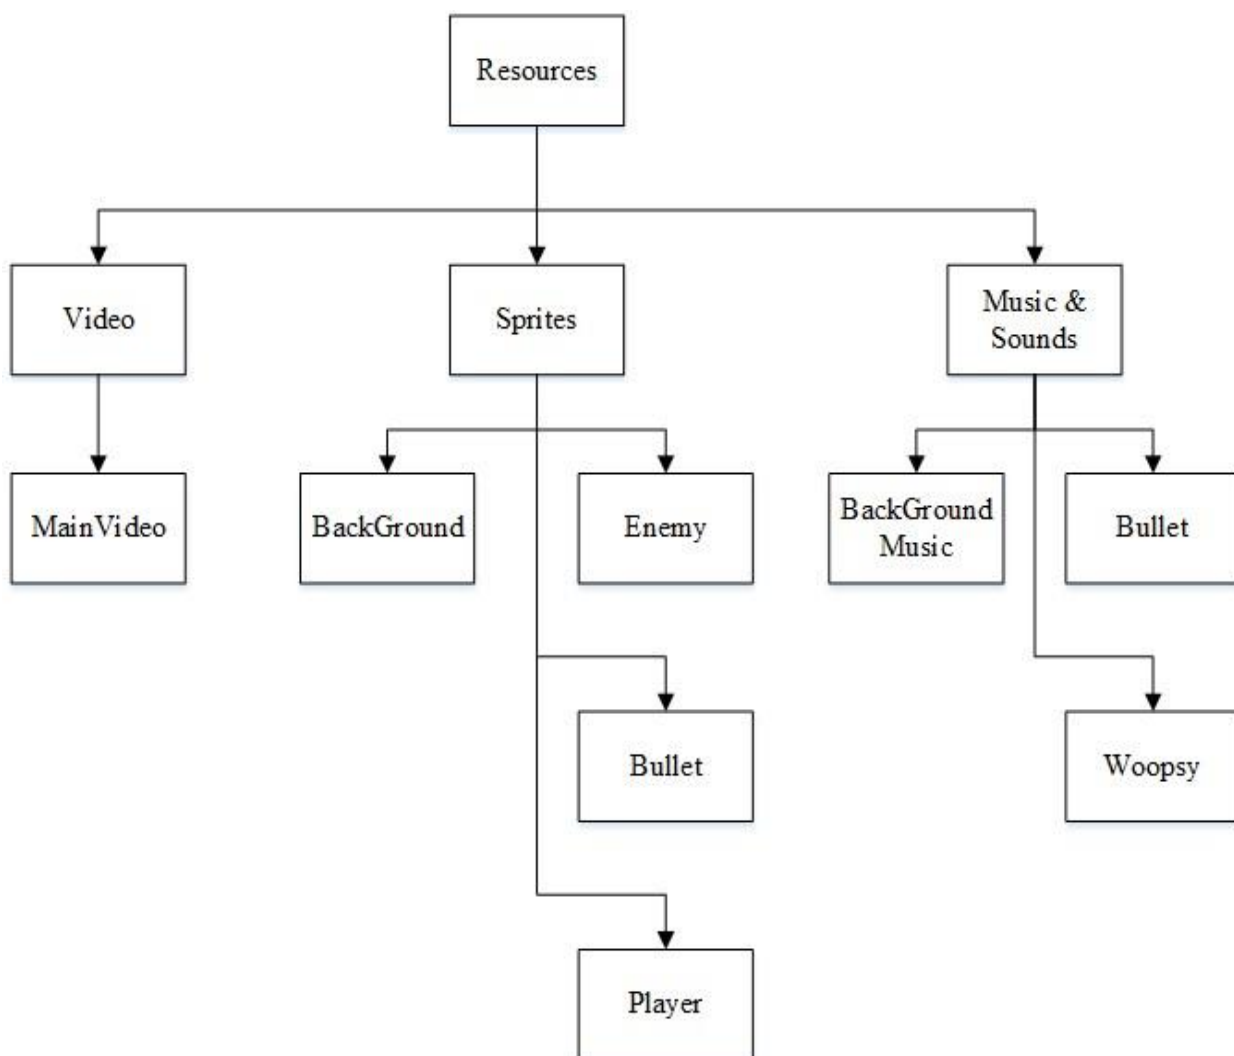 Resources
Video
Sprites
Music &
Sounds
MainVideo
BackGround
Enemy
BackGround
Music
Bullet
Bullet
Woopsy
Player